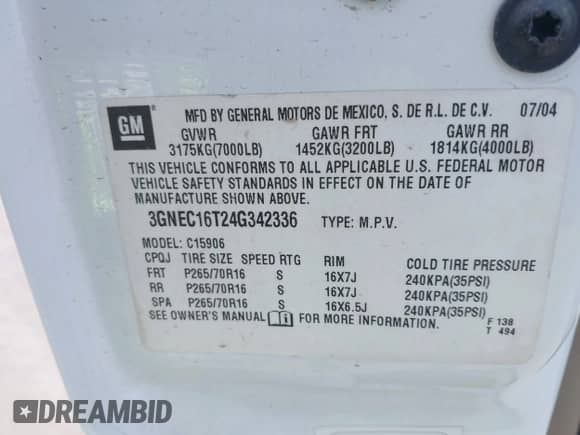 GM
MFD BY GENERAL MOTORS DE MEXICO, S. DE R.L. DE C.V. 07/04
GVWR GAWR FRT GAWR RR
3175KG(7000LB) 1452KG(3200LB) 1814KG(4000LB)
THIS VEHICLE CONFORMS TO ALL APPLICABLE U.S. FEDERAL MOTOR
VEHICLE SAFETY STANDARDS IN EFFECT ON THE DATE OF
MANUFACTURE SHOWN ABOVE.
3GNEC16T24G342336 TYPE: M.P.V.
MODEL: C15906
CPQJ TIRE SIZE SPEED RTG RIM COLD TIRE PRESSURE
FRT P265/70R16 S 16X7J 240KPA(35PSI)
RR P265/70R16 S 16X7J 240KPA(35PSI)
SPA P265/70R16 S 16X6.5J 240KPA(35PSI)
SEE OWNER'S MANUAL FOR MORE INFORMATION.
F 138
T 494
DREAMBID